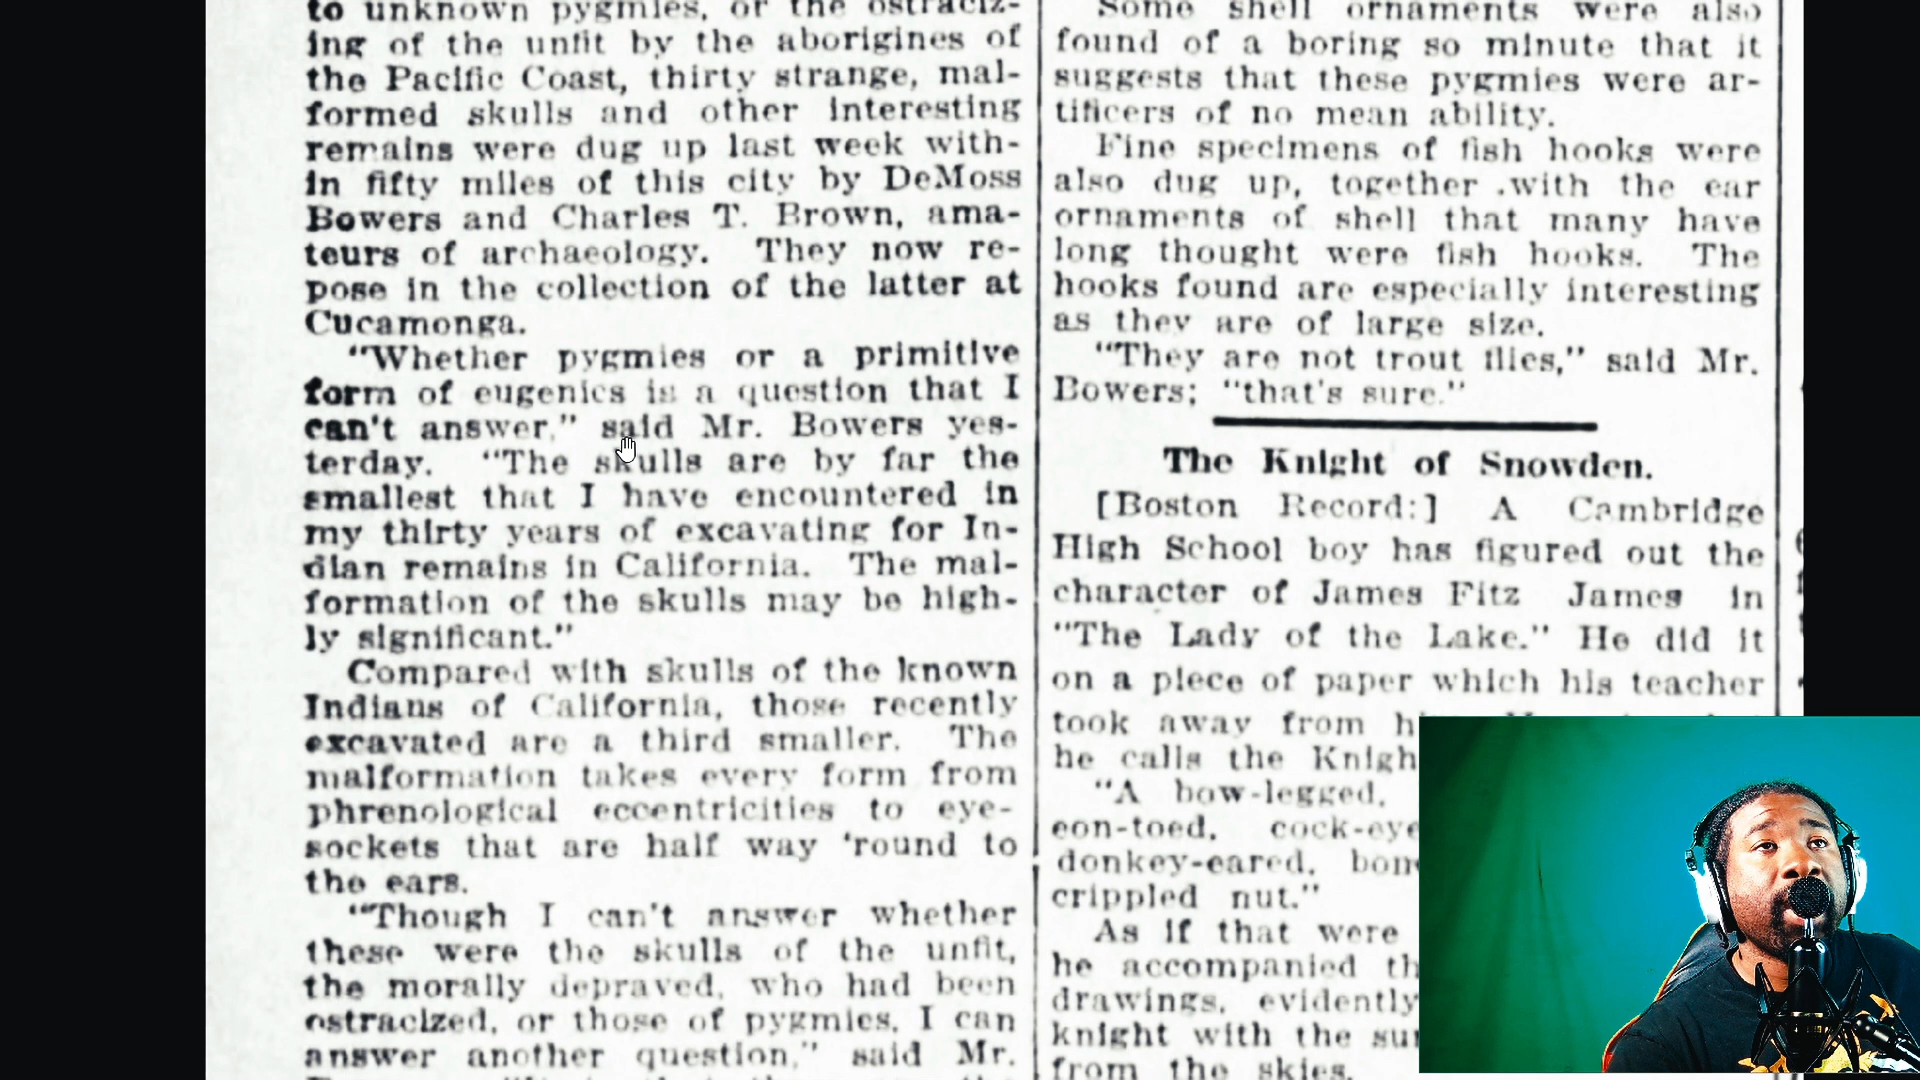 to unknown pygmies, or the ostraciz-
ing of the unfit by the aborigines of
the Pacific Coast, thirty strange, mal-
formed skulls and other interesting
remains were dug up last week with-
in fifty miles of this city by DeMoss
Bowers and Charles T. Brown, ama-
teurs of archaeology. They now re-
pose in the collection of the latter at
Cucamonga.
"Whether pygmies or a primitive
form of eugenics is a question that I
can't answer," said Mr. Bowers yes-
terday. "The skulls are by far the
smallest that I have encountered in
my thirty years of excavating for In-
dian remains in California. The mal-
formation of the skulls may be high-
ly significant."
Compared with skulls of the known
Indians of California, those recently
excavated are a third smaller. The
malformation takes every form from
phrenological eccentricities to eye-
sockets that are half way 'round to
the ears.
"Though I can't answer whether
these were the skulls of the unfit,
the morally depraved, who had been
ostracized, or those of pygmies, I can
answer another question," said Mr.
Some shell ornaments were also
found of a boring so minute that it
suggests that these pygmies were ar-
tificers of no mean ability.
Fine specimens of fish hooks were
also dug up, together .with the ear
ornaments of shell that many have
long thought were fish hooks. The
hooks found are especially interesting
as they are of large size.
"They are not trout flies," said Mr.
Bowers; "that's sure."
The Knight of Snowden.
[Boston Record:] A Cambridge
High School boy has figured out the
character of James Fitz James in
"The Lady of the Lake." He did it
on a piece of paper which his teacher
took away from
he calls the Knigh
"A bow-legged,
eon-toed, cock-eye
donkey-eared,
crippled nut."
As if that were
he accompanied th
drawings, evidently
knight with the
from the skies.